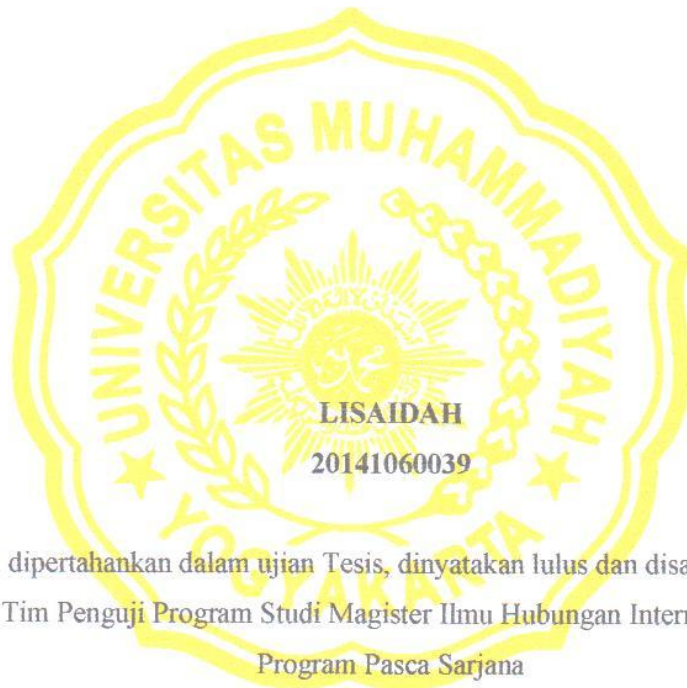 UNIVERSITAS MUHAMMADIYAH
YOGYAKARTA
LISAIDAH
20141060039
dipertahankan dalam ujian Tesis, dinyatakan lulus dan disa
Tim Penguji Program Studi Magister Ilmu Hubungan Intern
Program Pasca Sarjana